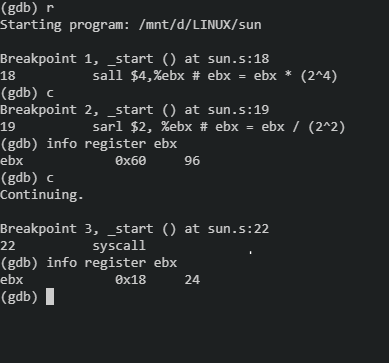 (gdb) r
Starting program: /mnt/d/LINUX/sun
Breakpoint 1, _start () at sun.s:18
18 sall $4,%ebx # ebx = ebx * (2^4)
(gdb) c
Breakpoint 2, _start () at sun.s:19
19 sarl $2, %ebx # ebx = ebx / (2^2)
(gdb) info register ebx
ebx 0x60 96
(gdb) c
Continuing.
Breakpoint 3, _start () at sun.s:22
22 syscall
(gdb) info register ebx
ebx 0x18 24
(gdb)